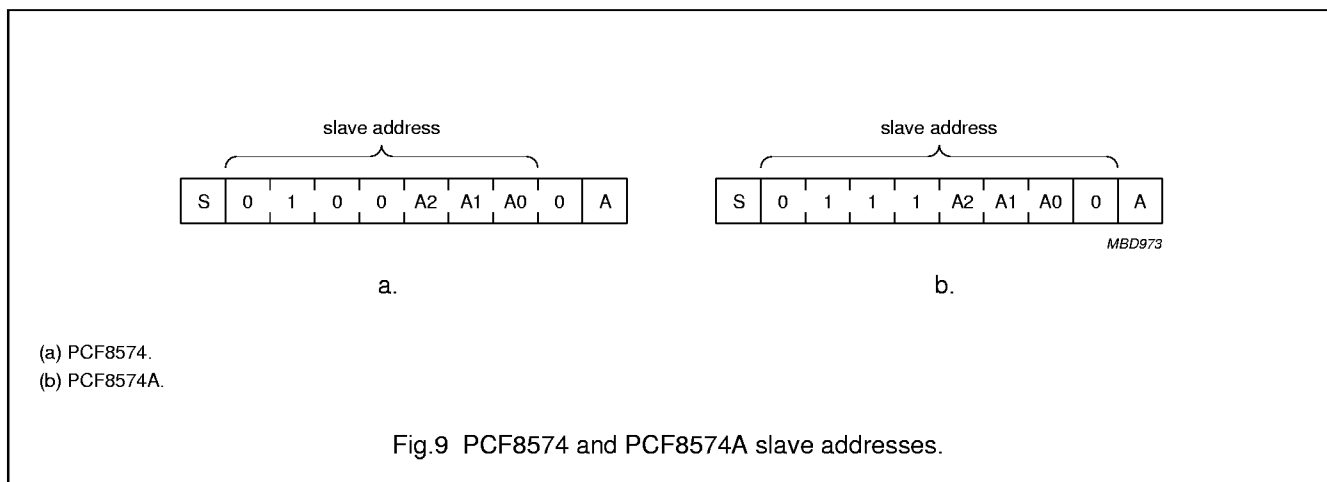 slave address
slave address
S 0 1 0 0 A2 A1 A0 0 A
S 0 1 1 1 A2 A1 A0 0 A
MBD973
a.
b.
(a) PCF8574.
(b) PCF8574A.
Fig.9 PCF8574 and PCF8574A slave addresses.